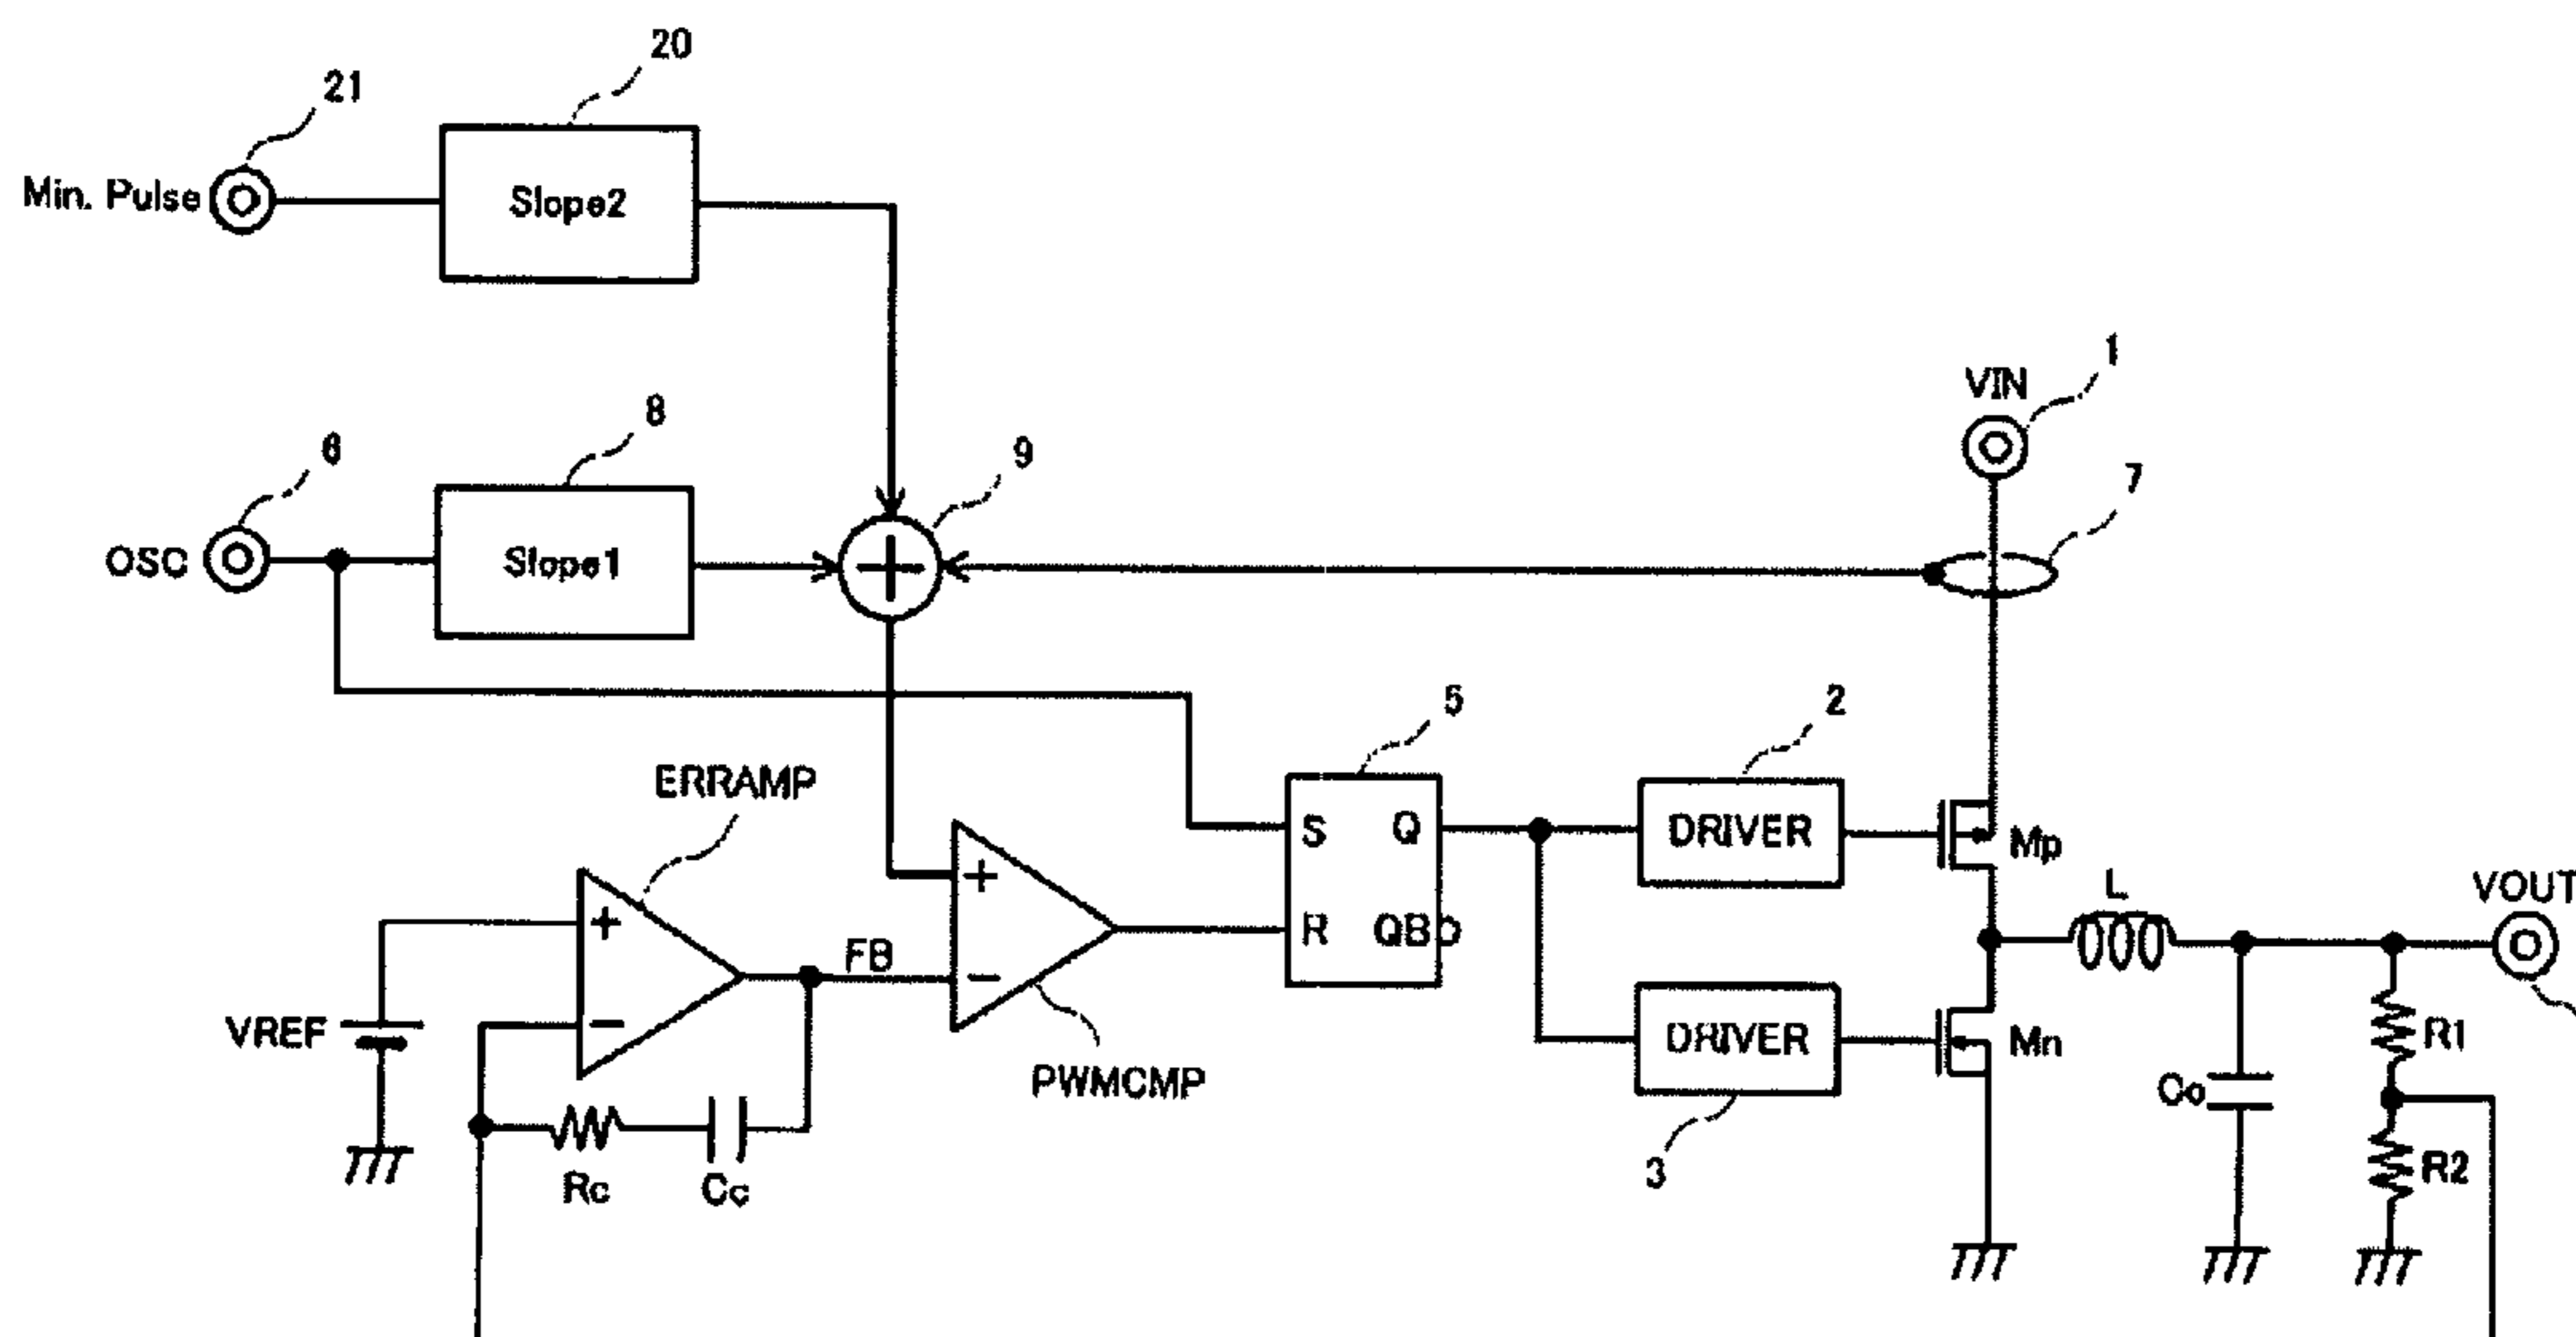 20
21
Min. Pulse
Slope2
1
VIN
8
6
9
7
OSC
Slope1
5
2
ERRAMP
S
Q
DRIVER
Mp
L
VOUT
R
QB
FB
VREF
DRIVER
Mn
R1
PWMCMP
Co
3
R2
Rc
Cc